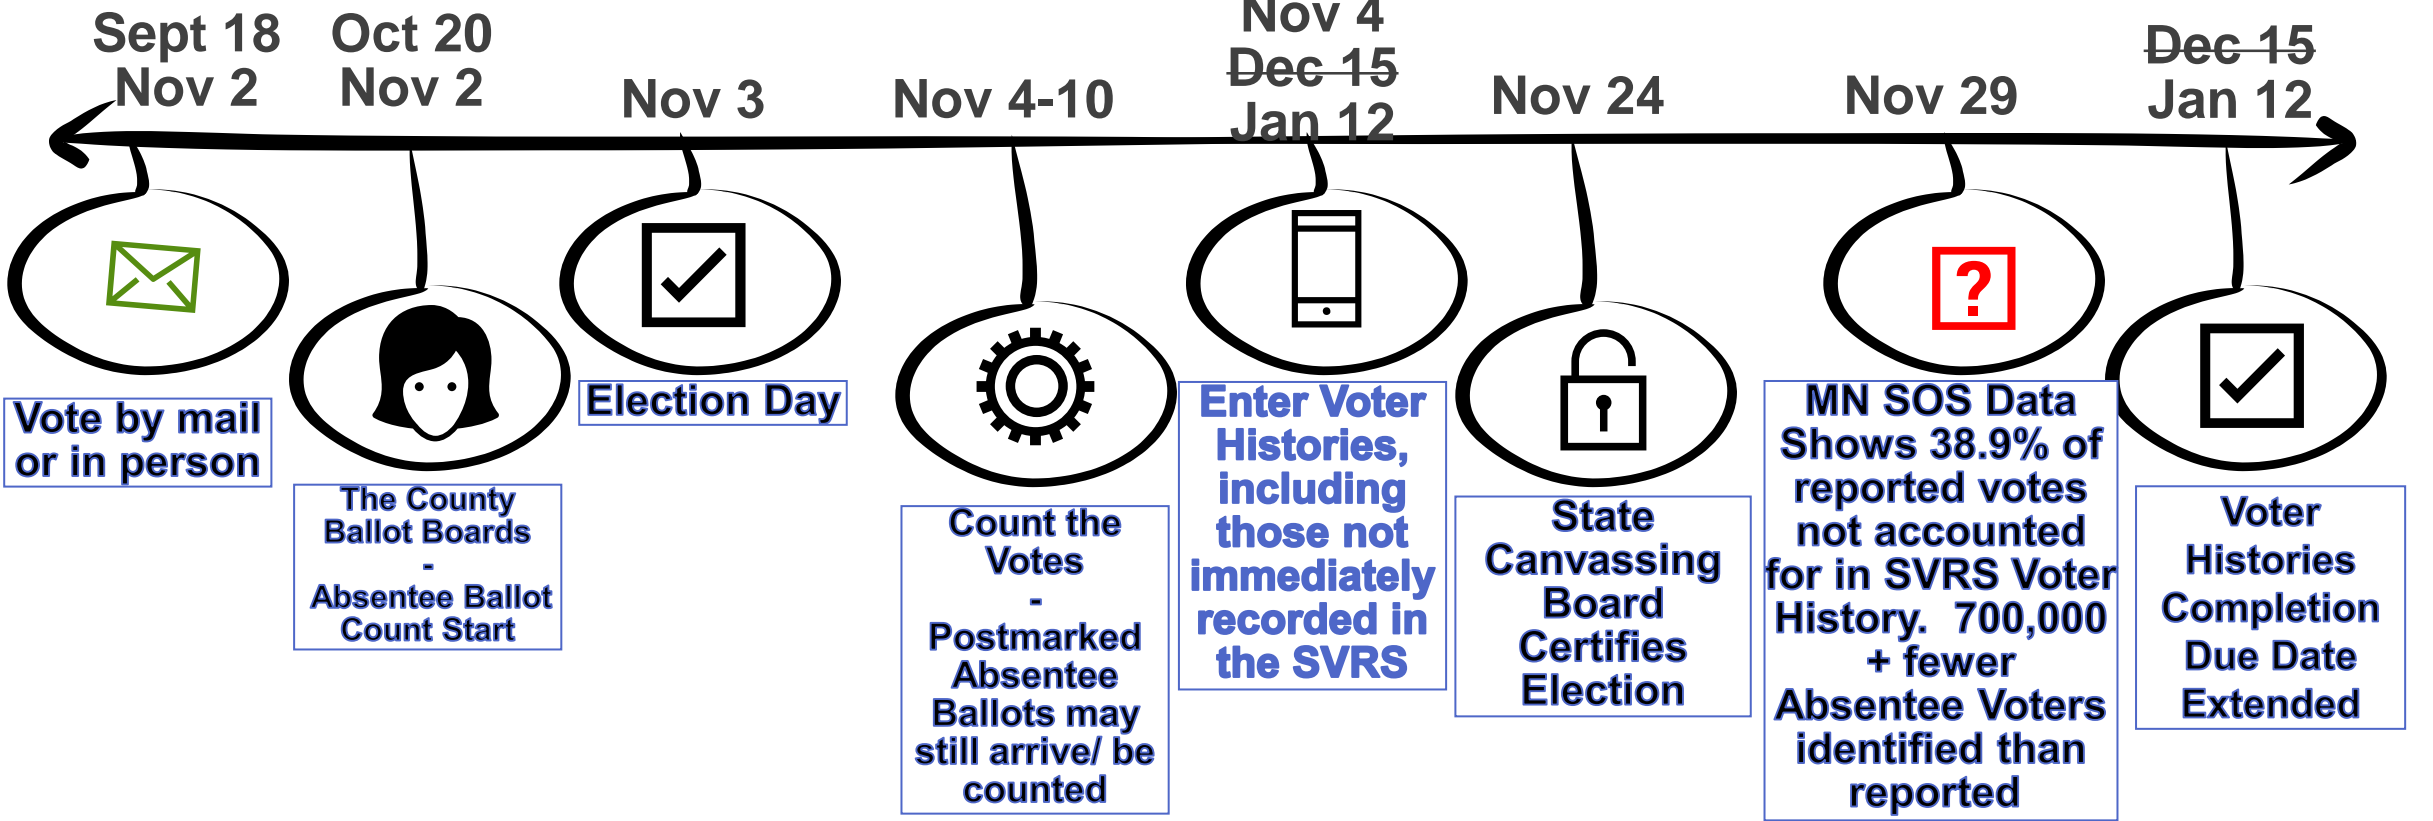 Sept 18
Nov 2
Oct 20
Nov 2
Nov 3
Nov 4-10
Nov 4
Dec 15
Jan 12
Nov 24
Nov 29
Dec 15
Jan 12
?
Vote by mail
or in person
The County
Ballot Boards
-
Absentee Ballot
Count Start
Election Day
Count the
Votes
-
Postmarked
Absentee
Ballots may
still arrive/ be
counted
Enter Voter
Histories,
including
those not
immediately
recorded in
the SVRS
State
Canvassing
Board
Certifies
Election
MN SOS Data
Shows 38.9% of
reported votes
not accounted
for in SVRS Voter
History. 700,000
+ fewer
Absentee Voters
identified than
reported
Voter
Histories
Completion
Due Date
Extended